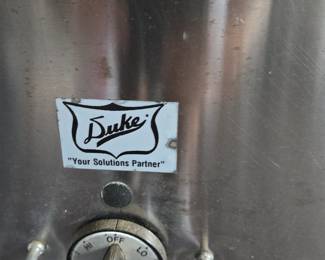 Duke
"Your Solutions Partner"
HI OFF LO